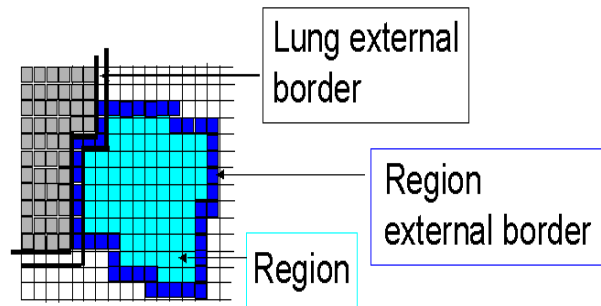 Lung external
border
Region
external border
Region